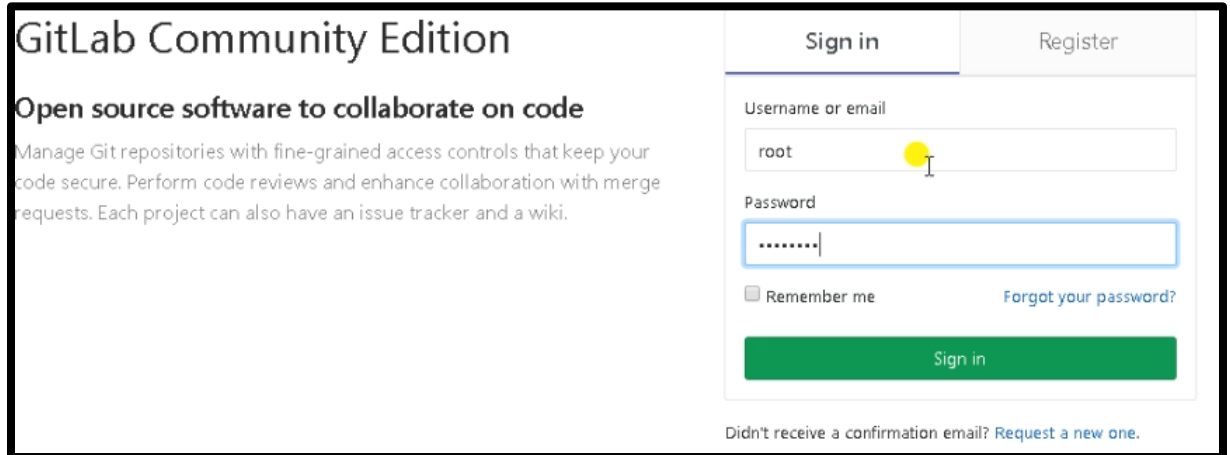 GitLab Community Edition
Open source software to collaborate on code
Manage Git repositories with fine-grained access controls that keep your
code secure. Perform code reviews and enhance collaboration with merge
requests. Each project can also have an issue tracker and a wiki.
Sign in Register
Username or email
root
Password
••••••••
Remember me Forgot your password?
Sign in
Didn't receive a confirmation email? Request a new one.